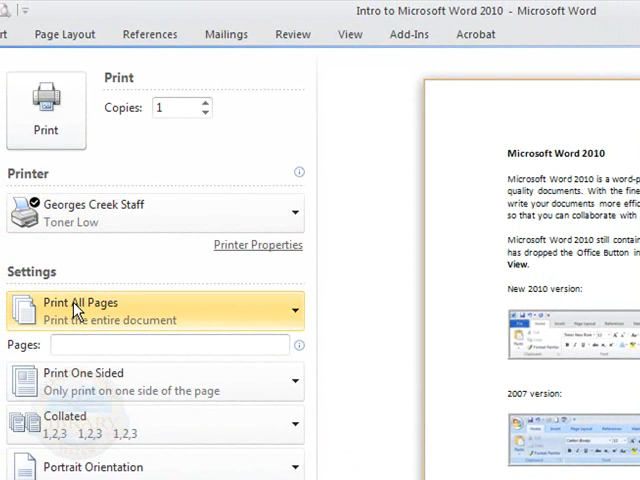 Intro to Microsoft Word 2010 - Microsoft Word
rt Page Layout References Mailings Review View Add-Ins Acrobat
Print
Copies: 1
Print
Printer
Georges Creek Staff
Toner Low
Printer Properties
Settings
Print All Pages
Print the entire document
Pages:
Print One Sided
Only print on one side of the page
Collated
1,2,3 1,2,3 1,2,3
Portrait Orientation
Microsoft Word 2010
Microsoft Word 2010 is a word-p
quality documents. With the fine
write your documents more effic
so that you can collaborate with
Microsoft Word 2010 still contain
has dropped the Office Button in
View.
New 2010 version:
2007 version: